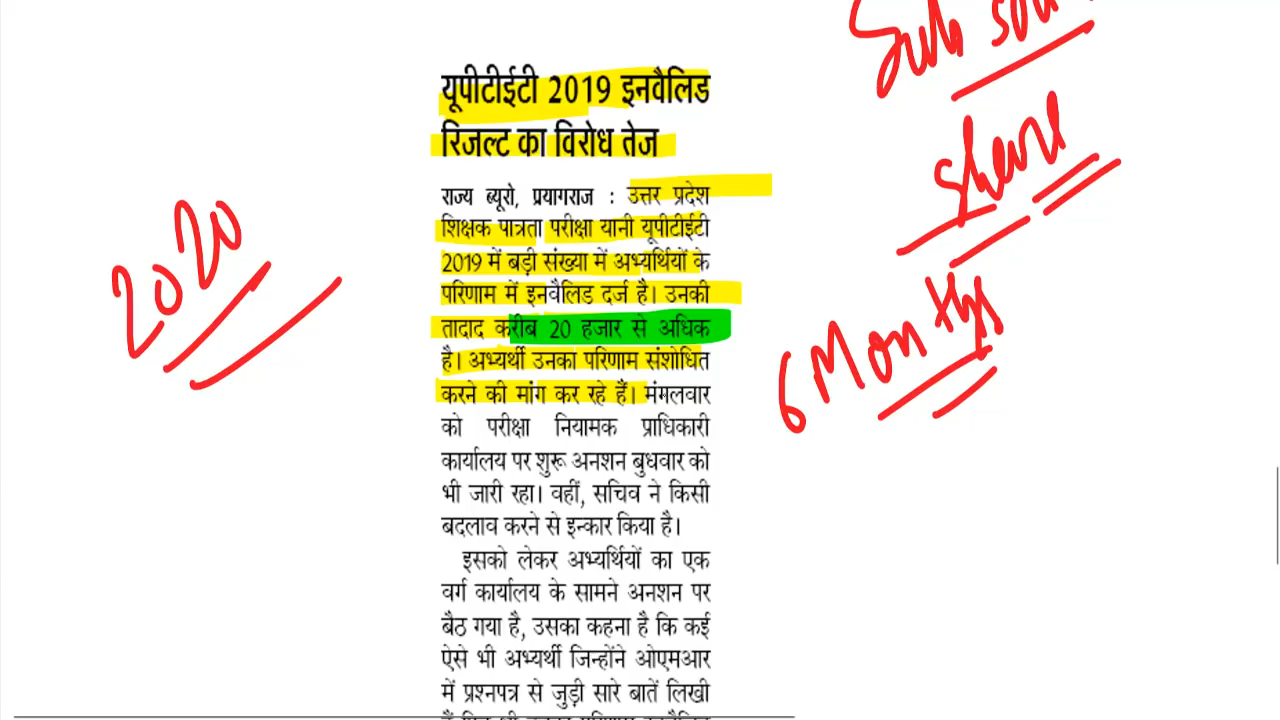 Sub
share
यूपीटीईटी 2019 इनवैलिड
रिजल्ट का विरोध तेज
राज्य ब्यूरो, प्रयागराज : उत्तर प्रदेश
शिक्षक पात्रता परीक्षा यानी यूपीटीईटी
2019 में बड़ी संख्या में अभ्यर्थियों के
परिणाम में इनवैलिड दर्ज है। उनकी
तादाद करीब 20 हजार से अधिक
है। अभ्यर्थी उनका परिणाम संशोधित
करने की मांग कर रहे हैं। मंगलवार
को परीक्षा नियामक प्राधिकारी
कार्यालय पर शुरू अनशन बुधवार को
भी जारी रहा। वहीं, सचिव ने किसी
बदलाव करने से इन्कार किया है।
इसको लेकर अभ्यर्थियों का एक
वर्ग कार्यालय के सामने अनशन पर
बैठ गया है, उसका कहना है कि कई
ऐसे भी अभ्यर्थी जिन्होंने ओएमआर
में प्रश्नपत्र से जुड़ी सारे बातें लिखी
2020
6 Months